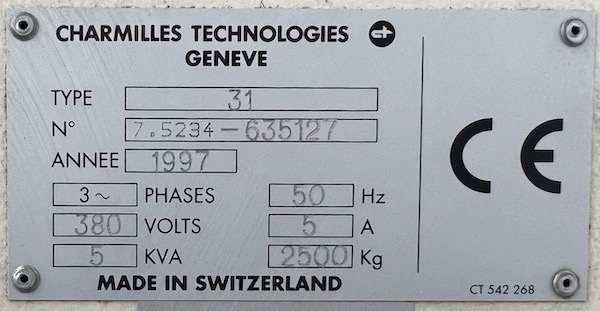 CHARMILLES TECHNOLOGIES
GENEVE
TYPE 31
N° 7.5234-635127
ANNEE 1997
3~ PHASES 50 Hz
380 VOLTS 5 A
5 KVA 2500 Kg
MADE IN SWITZERLAND
CE
CT 542 268